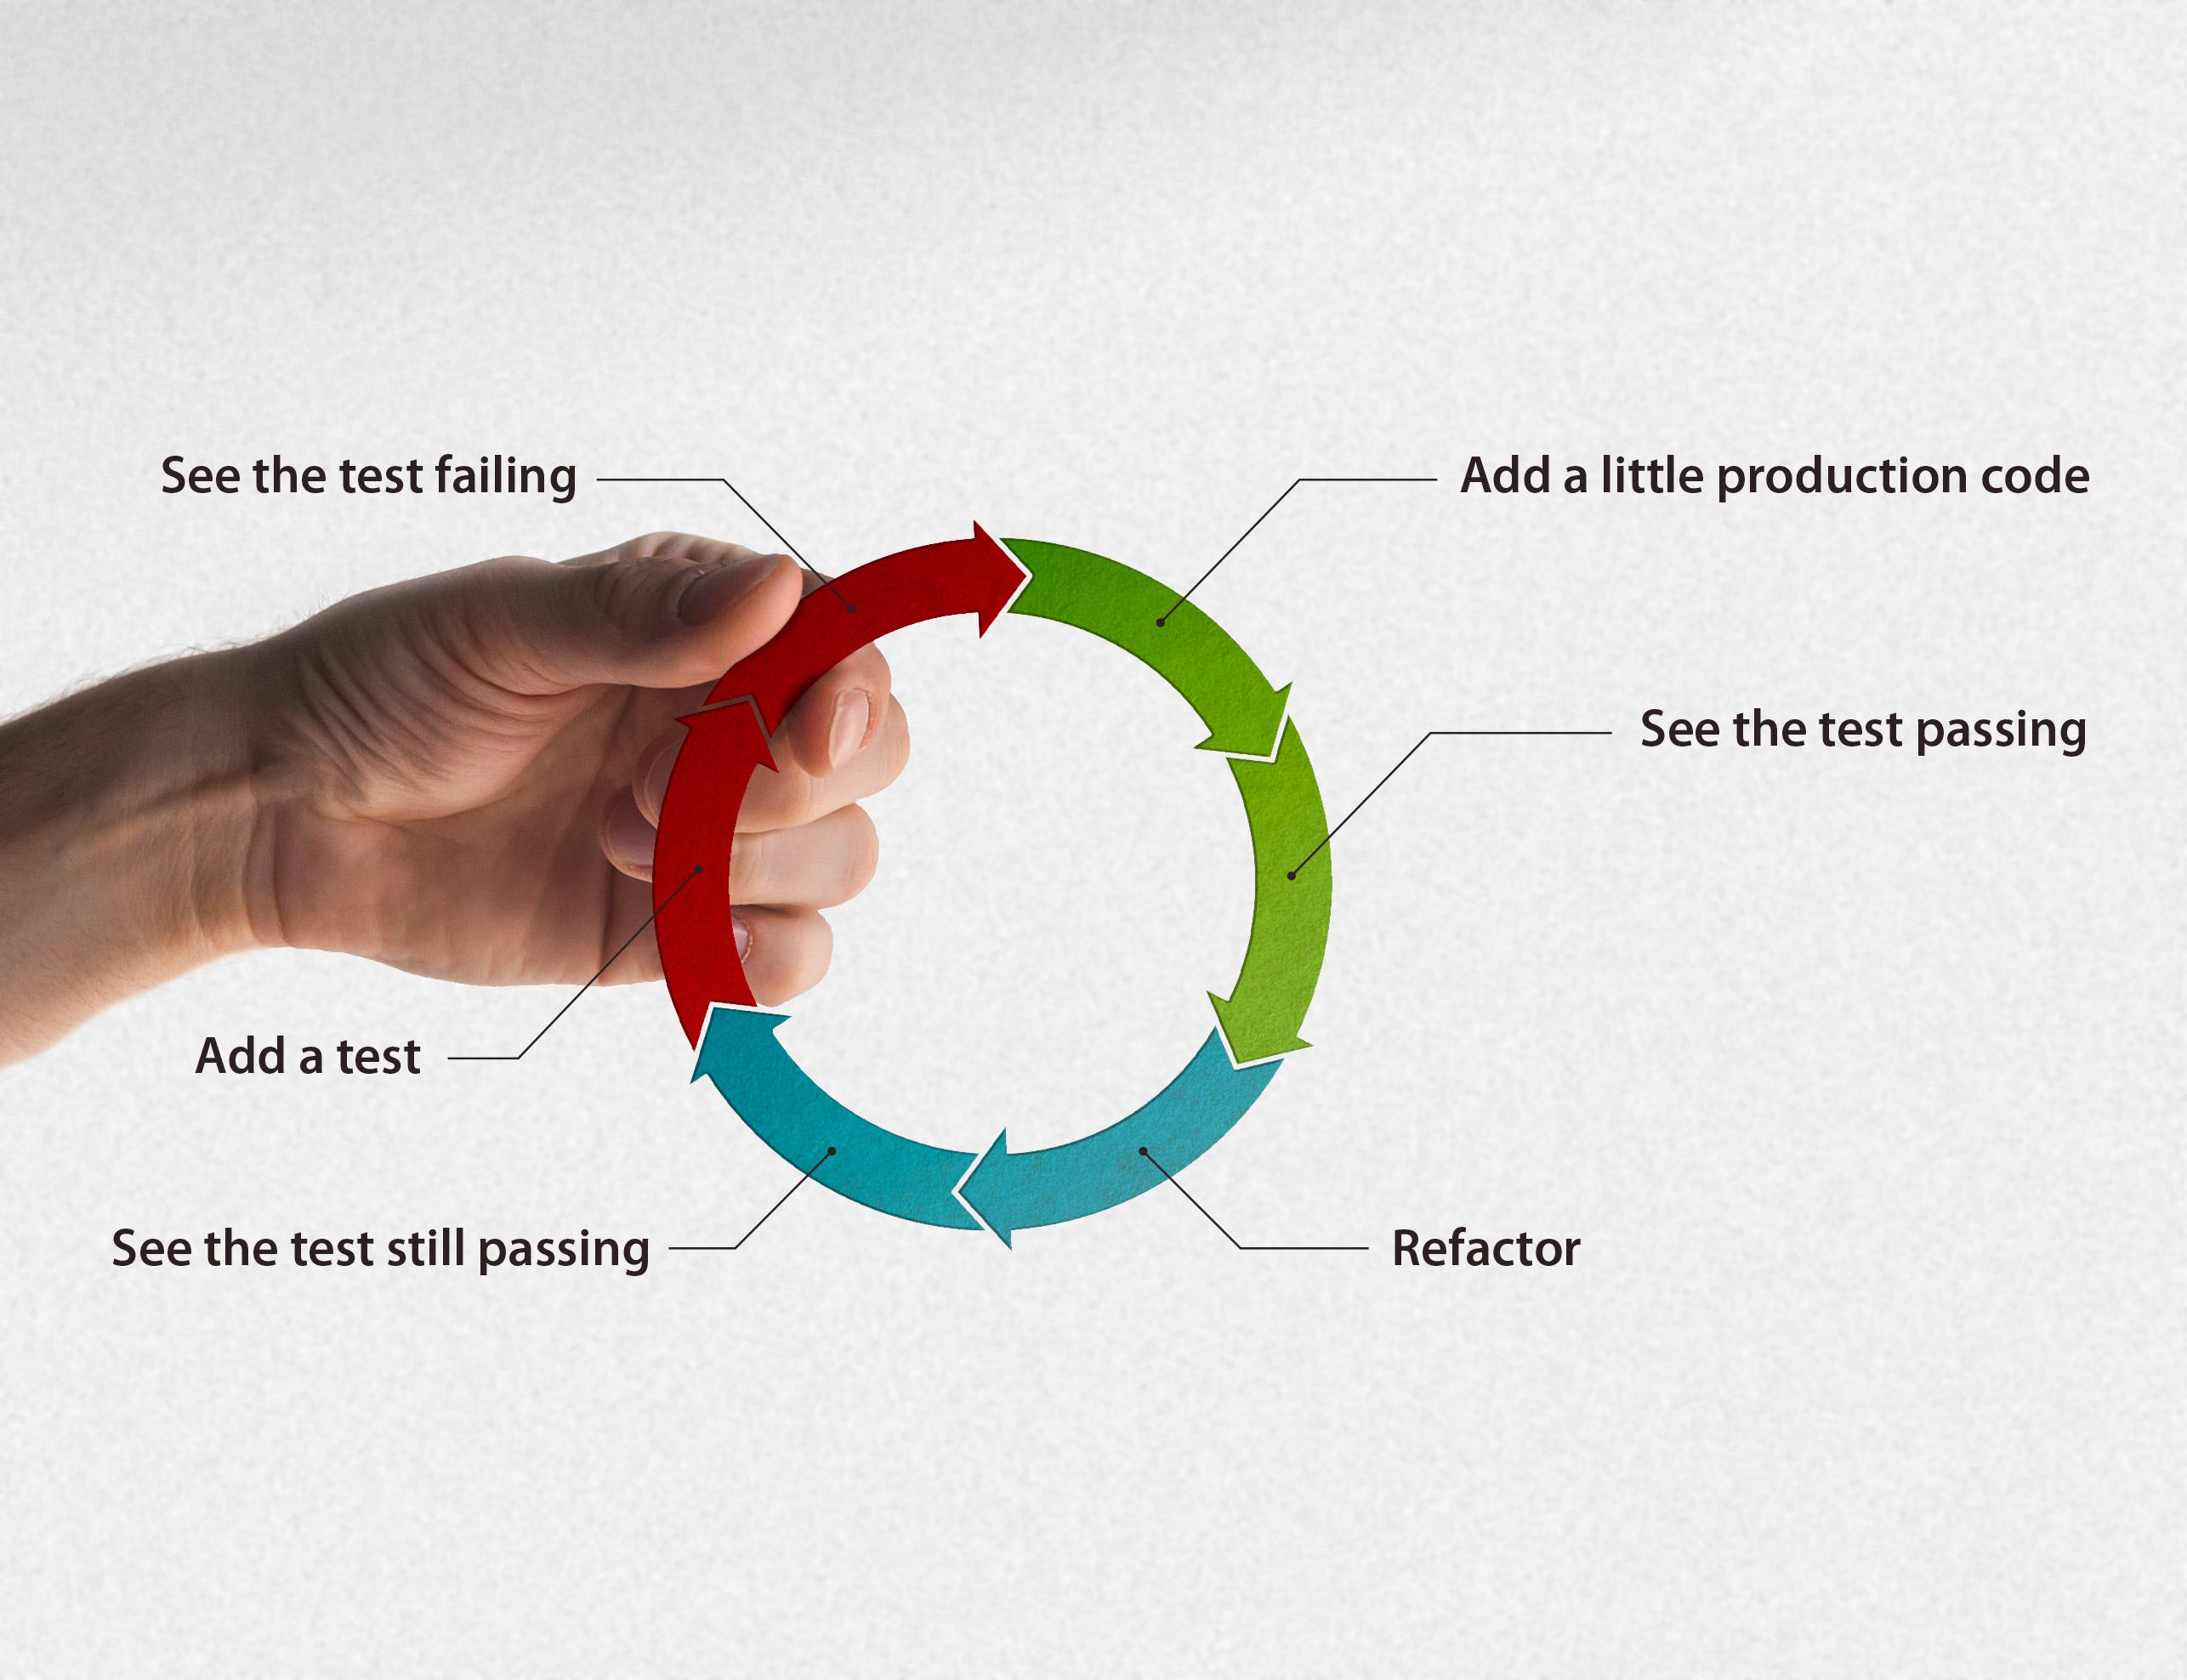 See the test failing
Add a little production code
See the test passing
Add a test
See the test still passing
Refactor